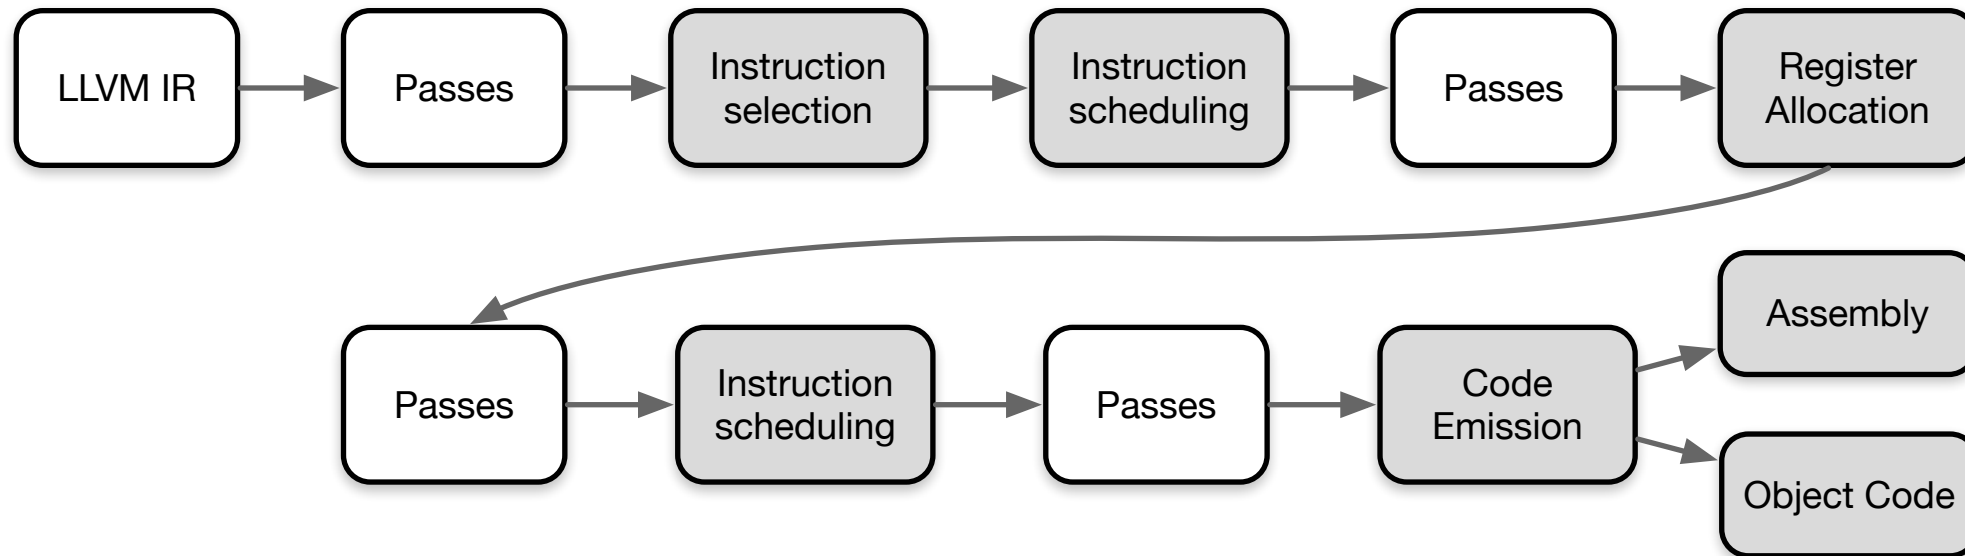 LLVM IR
Passes
Instruction
selection
Instruction
scheduling
Passes
Register
Allocation
Passes
Instruction
scheduling
Passes
Code
Emission
Assembly
Object Code